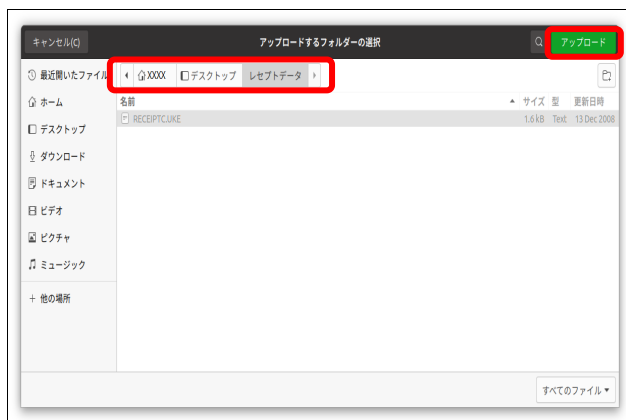 キャンセル(C) アップロードするフォルダーの選択 アップロード
最近開いたファイル XXXX デスクトップ レセプトデータ
ホーム 名前 サイズ 型 更新日時
RECEIPTC.UKE 1.6 kB Text 13 Dec 2008
デスクトップ
ダウンロード
ドキュメント
ビデオ
ピクチャ
ミュージック
+ 他の場所
すべてのファイル